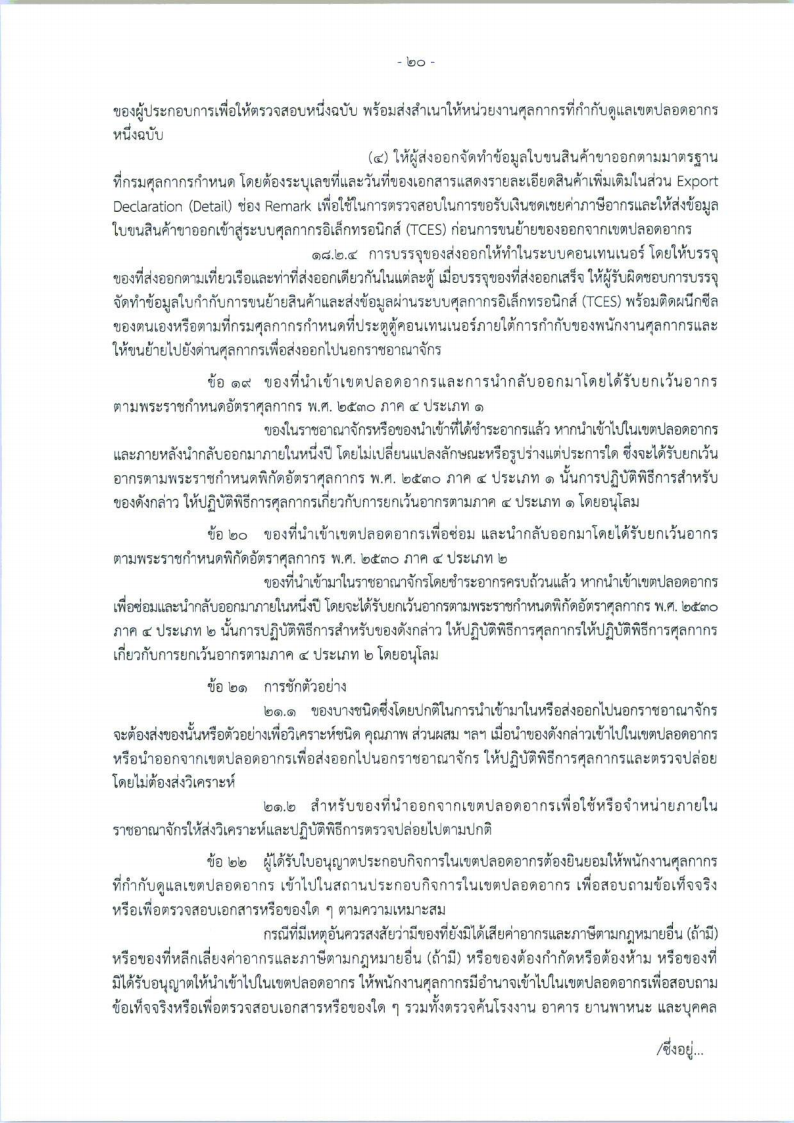 - ๒๐ -
ของผู้ประกอบการเพื่อให้ตรวจสอบหนึ่งฉบับ พร้อมส่งสำเนาให้หน่วยงานศุลกากรที่กำกับดูแลเขตปลอดอากร
หนึ่งฉบับ
(๔) ให้ผู้ส่งออกจัดทำข้อมูลใบขนสินค้าขาออกตามมาตรฐาน
ที่กรมศุลกากรกำหนด โดยต้องระบุเลขที่และวันที่ของเอกสารแสดงรายละเอียดสินค้าเพิ่มเติมในส่วน Export
Declaration (Detail) ช่อง Remark เพื่อใช้ในการตรวจสอบในการขอรับเงินชดเชยค่าภาษีอากรและให้ส่งข้อมูล
ใบขนสินค้าขาออกเข้าสู่ระบบศุลกากรอิเล็กทรอนิกส์ (TCES) ก่อนการขนย้ายของออกจากเขตปลอดอากร
๑๘.๒.๔ การบรรจุของส่งออกให้ทำในระบบคอนเทนเนอร์ โดยให้บรรจุ
ของที่ส่งออกตามเที่ยวเรือและท่าที่ส่งออกเดียวกันในแต่ละตู้ เมื่อบรรจุของที่ส่งออกเสร็จ ให้ผู้รับผิดชอบการบรรจุ
จัดทำข้อมูลใบกำกับการขนย้ายสินค้าและส่งข้อมูลผ่านระบบศุลกากรอิเล็กทรอนิกส์ (TCES) พร้อมติดผนึกซีล
ของตนเองหรือตามที่กรมศุลกากรกำหนดที่ประตูตู้คอนเทนเนอร์ภายใต้การกำกับของพนักงานศุลกากรและ
ให้ขนย้ายไปยังด่านศุลกากรเพื่อส่งออกไปนอกราชอาณาจักร
ข้อ ๑๙ ของที่นำเข้าเขตปลอดอากรและการนำกลับออกมาโดยได้รับยกเว้นอากร
ตามพระราชกำหนดอัตราศุลกากร พ.ศ. ๒๕๓๐ ภาค ๔ ประเภท ๑
ของในราชอาณาจักรหรือของนำเข้าที่ได้ชำระอากรแล้ว หากนำเข้าไปในเขตปลอดอากร
และภายหลังนำกลับออกมาภายในหนึ่งปี โดยไม่เปลี่ยนแปลงลักษณะหรือรูปร่างแต่ประการใด ซึ่งจะได้รับยกเว้น
อากรตามพระราชกำหนดพิกัดอัตราศุลกากร พ.ศ. ๒๕๓๐ ภาค ๔ ประเภท ๑ นั้นการปฏิบัติพิธีการสำหรับ
ของดังกล่าว ให้ปฏิบัติพิธีการศุลกากรเกี่ยวกับการยกเว้นอากรตามภาค ๔ ประเภท ๑ โดยอนุโลม
ข้อ ๒๐ ของที่นำเข้าเขตปลอดอากรเพื่อซ่อม และนำกลับออกมาโดยได้รับยกเว้นอากร
ตามพระราชกำหนดพิกัดอัตราศุลกากร พ.ศ. ๒๕๓๐ ภาค ๔ ประเภท ๒
ของที่นำเข้ามาในราชอาณาจักรโดยชำระอากรครบถ้วนแล้ว หากนำเข้าเขตปลอดอากร
เพื่อซ่อมและนำกลับออกมาภายในหนึ่งปี โดยจะได้รับยกเว้นอากรตามพระราชกำหนดพิกัดอัตราศุลกากร พ.ศ. ๒๕๓๐
ภาค ๔ ประเภท ๒ นั้นการปฏิบัติพิธีการสำหรับของดังกล่าว ให้ปฏิบัติพิธีการศุลกากรให้ปฏิบัติพิธีการศุลกากร
เกี่ยวกับการยกเว้นอากรตามภาค ๔ ประเภท ๒ โดยอนุโลม
ข้อ ๒๑ การชักตัวอย่าง
๒๑.๑ ของบางชนิดซึ่งโดยปกติในการนำเข้ามาในหรือส่งออกไปนอกราชอาณาจักร
จะต้องส่งของนั้นหรือตัวอย่างเพื่อวิเคราะห์ชนิด คุณภาพ ส่วนผสม ฯลฯ เมื่อนำของดังกล่าวเข้าไปในเขตปลอดอากร
หรือนำออกจากเขตปลอดอากรเพื่อส่งออกไปนอกราชอาณาจักร ให้ปฏิบัติพิธีการศุลกากรและตรวจปล่อย
โดยไม่ต้องส่งวิเคราะห์
๒๑.๒ สำหรับของที่นำออกจากเขตปลอดอากรเพื่อใช้หรือจำหน่ายภายใน
ราชอาณาจักรให้ส่งวิเคราะห์และปฏิบัติพิธีการตรวจปล่อยไปตามปกติ
ข้อ ๒๒ ผู้ได้รับใบอนุญาตประกอบกิจการในเขตปลอดอากรต้องยินยอมให้พนักงานศุลกากร
ที่กำกับดูแลเขตปลอดอากร เข้าไปในสถานประกอบกิจการในเขตปลอดอากร เพื่อสอบถามข้อเท็จจริง
หรือเพื่อตรวจสอบเอกสารหรือของใด ๆ ตามความเหมาะสม
กรณีที่มีเหตุอันควรสงสัยว่ามีของที่ยังมิได้เสียค่าอากรและภาษีตามกฎหมายอื่น (ถ้ามี)
หรือของที่หลีกเลี่ยงค่าอากรและภาษีตามกฎหมายอื่น (ถ้ามี) หรือของต้องกำกัดหรือต้องห้าม หรือของที่
มิได้รับอนุญาตให้นำเข้าไปในเขตปลอดอากร ให้พนักงานศุลกากรมีอำนาจเข้าไปในเขตปลอดอากรเพื่อสอบถาม
ข้อเท็จจริงหรือเพื่อตรวจสอบเอกสารหรือของใด ๆ รวมทั้งตรวจค้นโรงงาน อาคาร ยานพาหนะ และบุคคล
/ซึ่งอยู่...